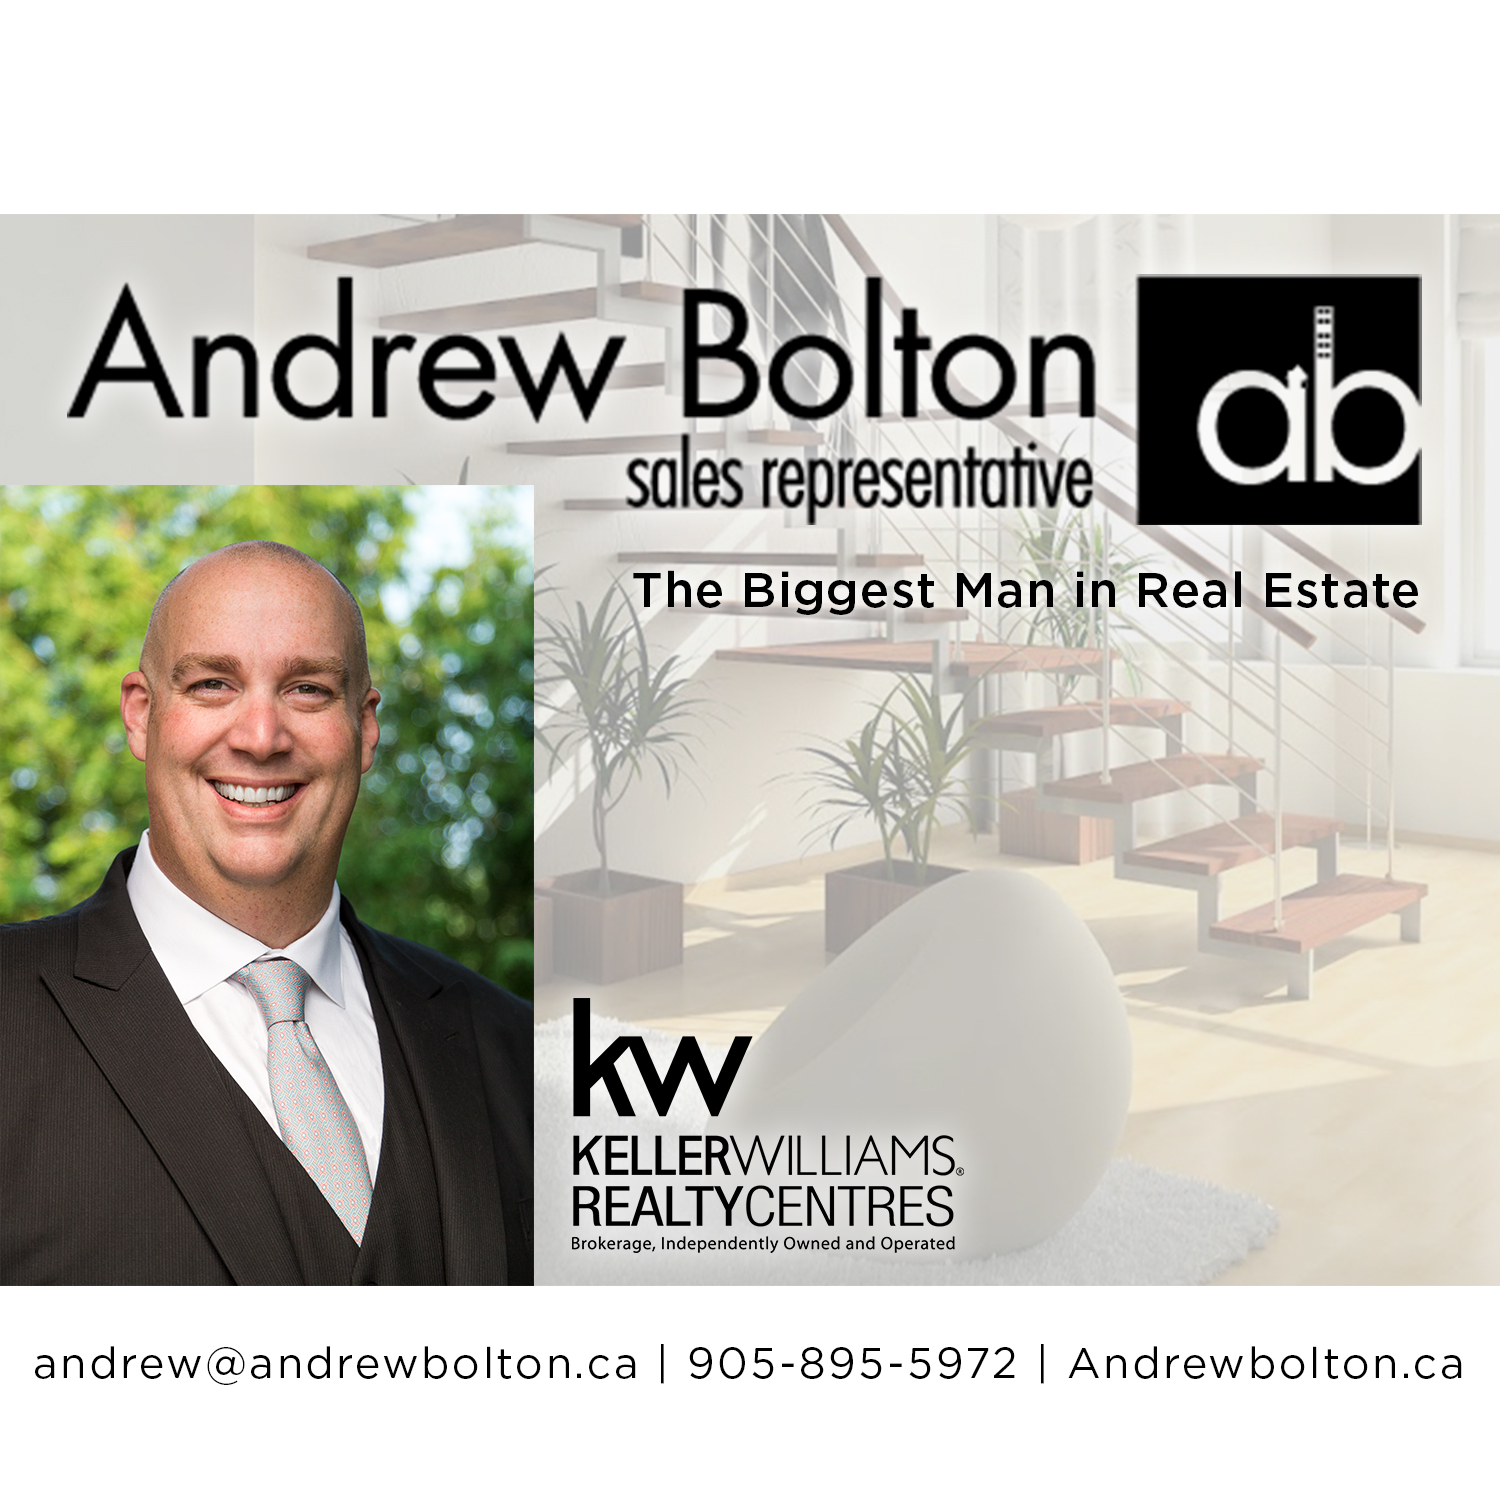 Andrew Bolton
sales representative
ab
The Biggest Man in Real Estate
kw
KELLERWILLIAMS®
REALTYCENTRES
Brokerage, Independently Owned and Operated
andrew@andrewbolton.ca | 905-895-5972 | Andrewbolton.ca